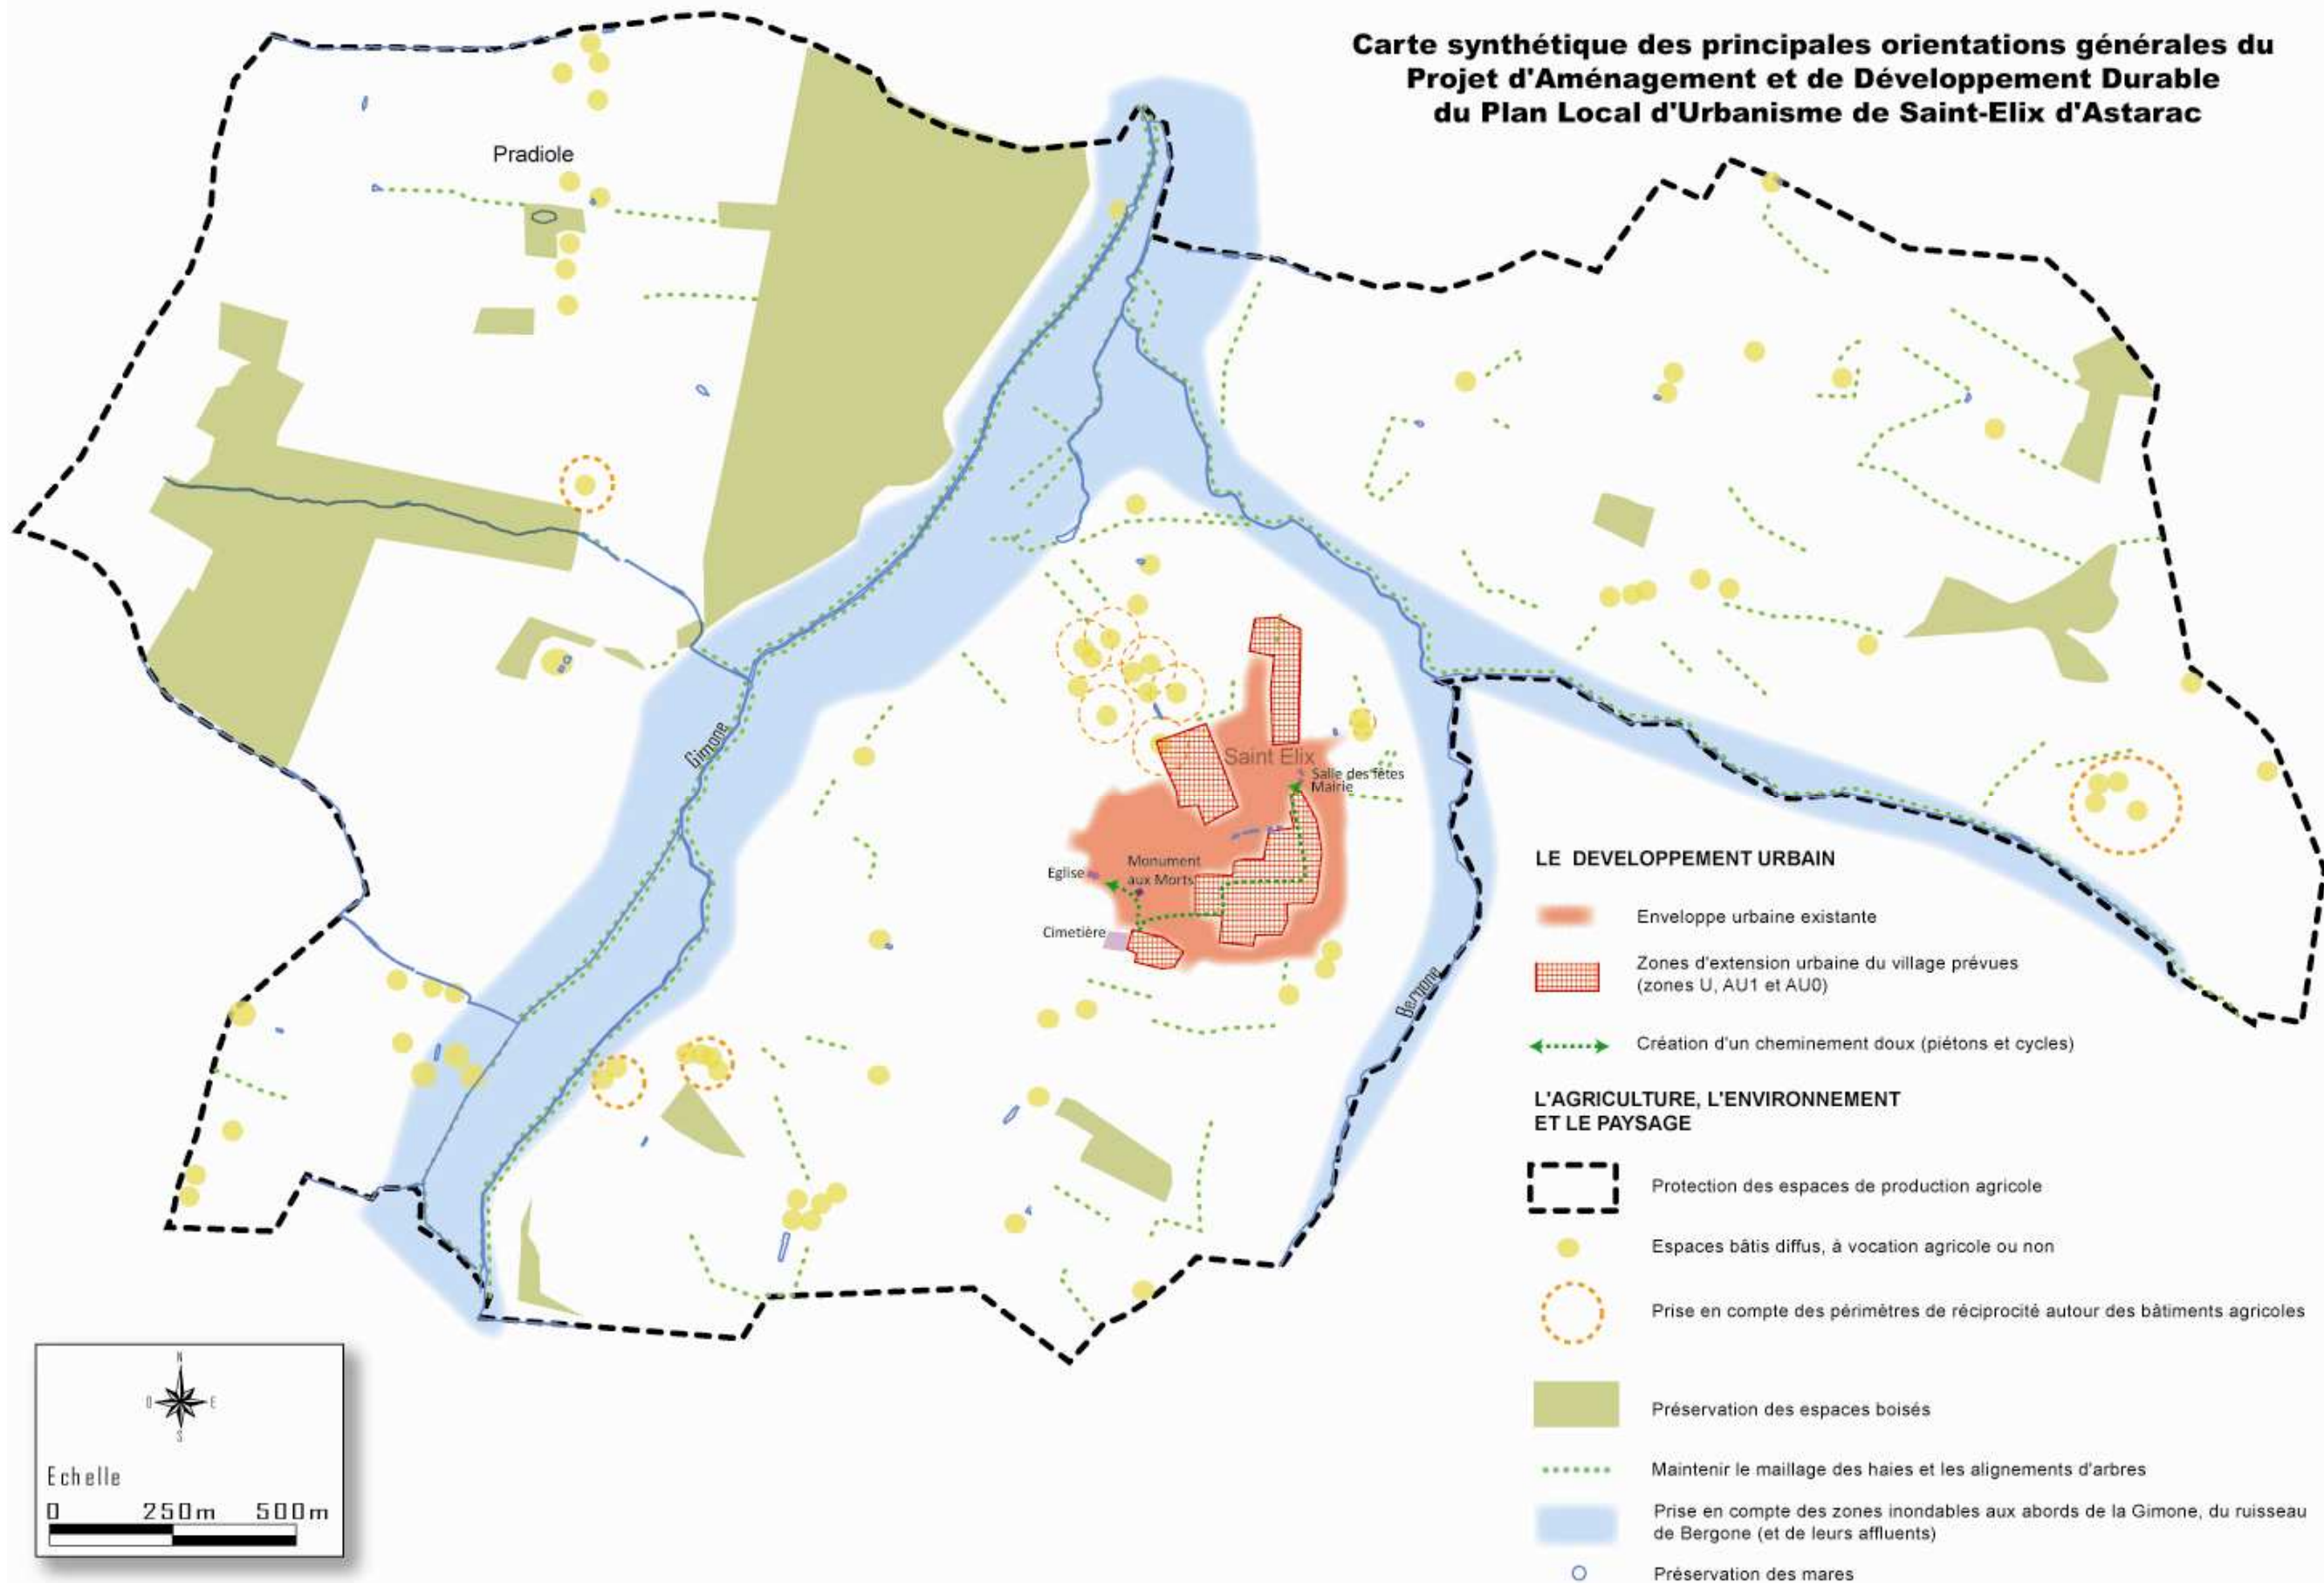 Carte synthétique des principales orientations générales du
Projet d'Aménagement et de Développement Durable
du Plan Local d'Urbanisme de Saint-Elix d'Astarac
Pradiole
Gimone
Saint Elix
Salle des fêtes
Mairie
Monument
aux Morts
Eglise
Cimetière
Bergone
LE DEVELOPPEMENT URBAIN
Enveloppe urbaine existante
Zones d'extension urbaine du village prévues
(zones U, AU1 et AU0)
Création d'un cheminement doux (piétons et cycles)
L'AGRICULTURE, L'ENVIRONNEMENT
ET LE PAYSAGE
Protection des espaces de production agricole
Espaces bâtis diffus, à vocation agricole ou non
Prise en compte des périmètres de réciprocité autour des bâtiments agricoles
Préservation des espaces boisés
Maintenir le maillage des haies et les alignements d'arbres
Prise en compte des zones inondables aux abords de la Gimone, du ruisseau
de Bergone (et de leurs affluents)
Préservation des mares
N
O E
S
Echelle
0 250m 500m